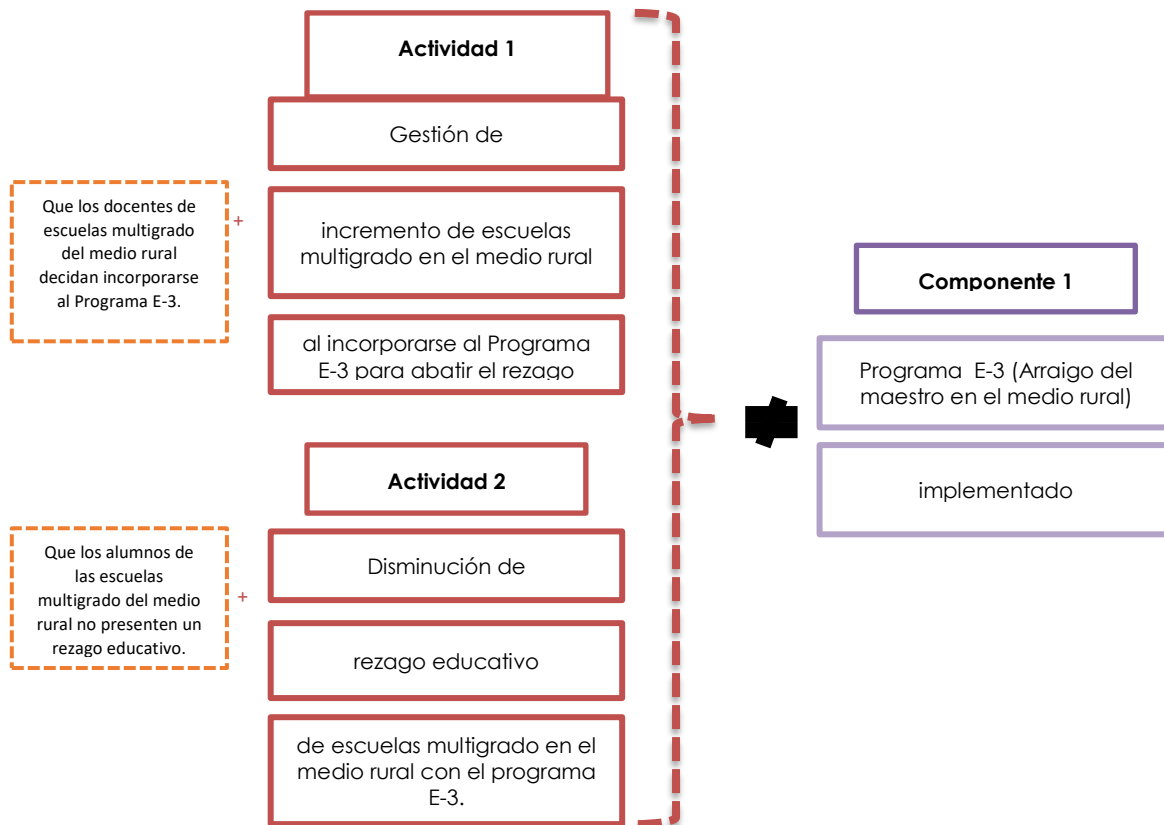 Actividad 1
Gestión de
Que los docentes de
escuelas multigrado
del medio rural
decidan incorporarse
al Programa E-3.
+
incremento de escuelas
multigrado en el medio rural
al incorporarse al Programa
E-3 para abatir el rezago
Componente 1
Programa E-3 (Arraigo del
maestro en el medio rural)
implementado
Actividad 2
Disminución de
Que los alumnos de
las escuelas
multigrado del medio
rural no presenten un
rezago educativo.
+
rezago educativo
de escuelas multigrado en el
medio rural con el programa
E-3.